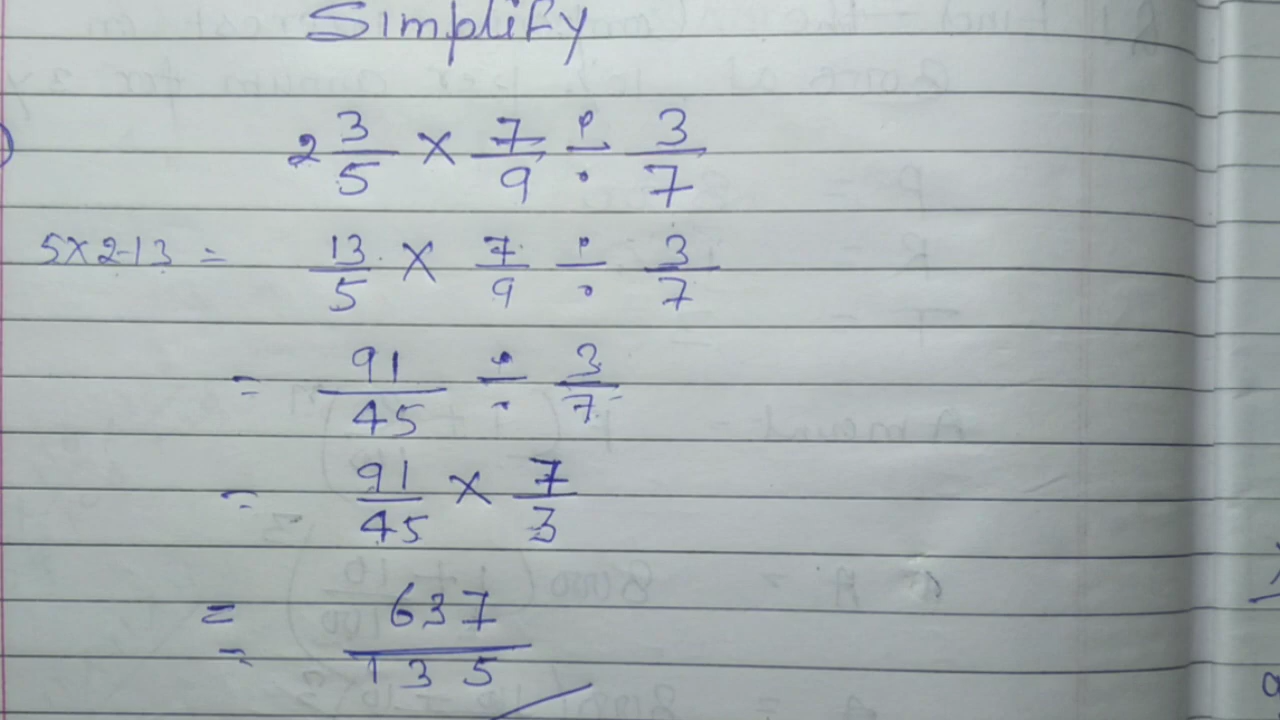 Simplify
) 2 3/5 × 7/9 ÷ 3/7
5×2-13 = 13/5 × 7/9 ÷ 3/7
= 91/45 ÷ 3/7
= 91/45 × 7/3
= 637
= 135